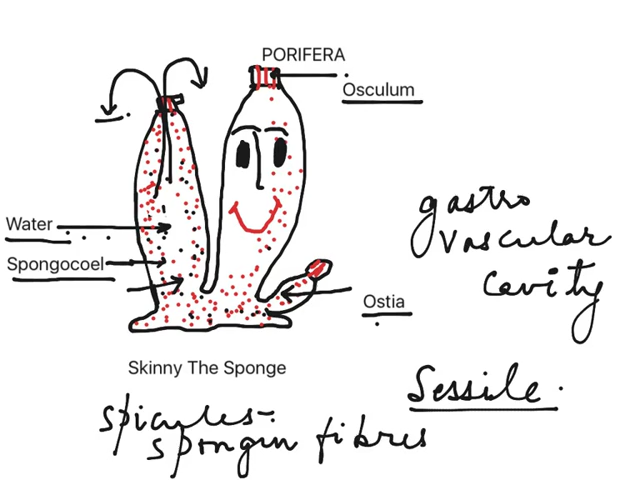 PORIFERA
Osculum
gastro
vascular
cavity
Water
Spongocoel
Ostia
Skinny The Sponge
Sessile.
spicules-
spongin fibres